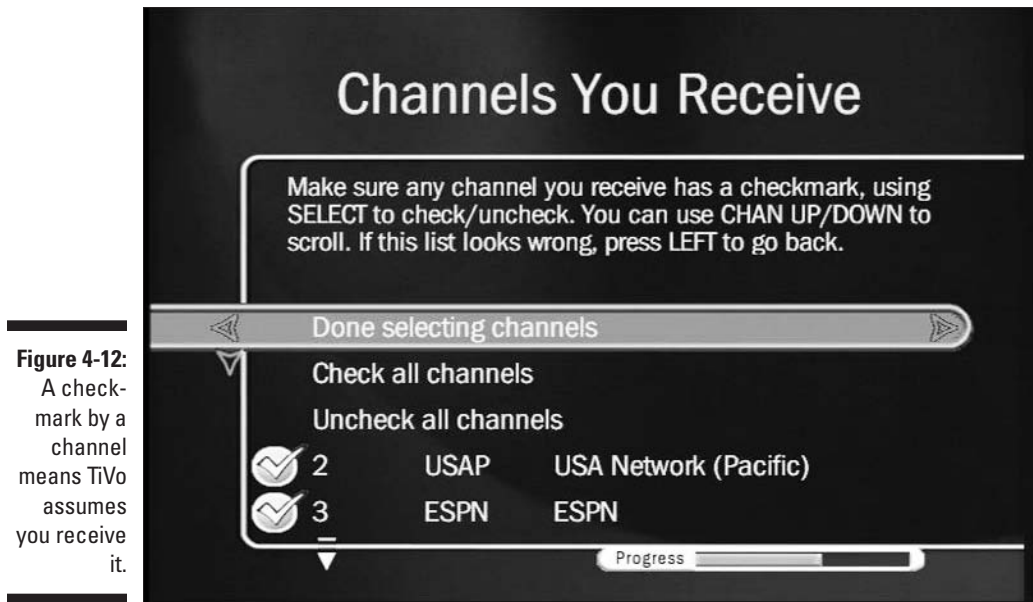 Channels You Receive
Make sure any channel you receive has a checkmark, using
SELECT to check/uncheck. You can use CHAN UP/DOWN to
scroll. If this list looks wrong, press LEFT to go back.
Done selecting channels
Check all channels
Uncheck all channels
2 USAP USA Network (Pacific)
3 ESPN ESPN
Progress
Figure 4-12:
A check-
mark by a
channel
means TiVo
assumes
you receive
it.